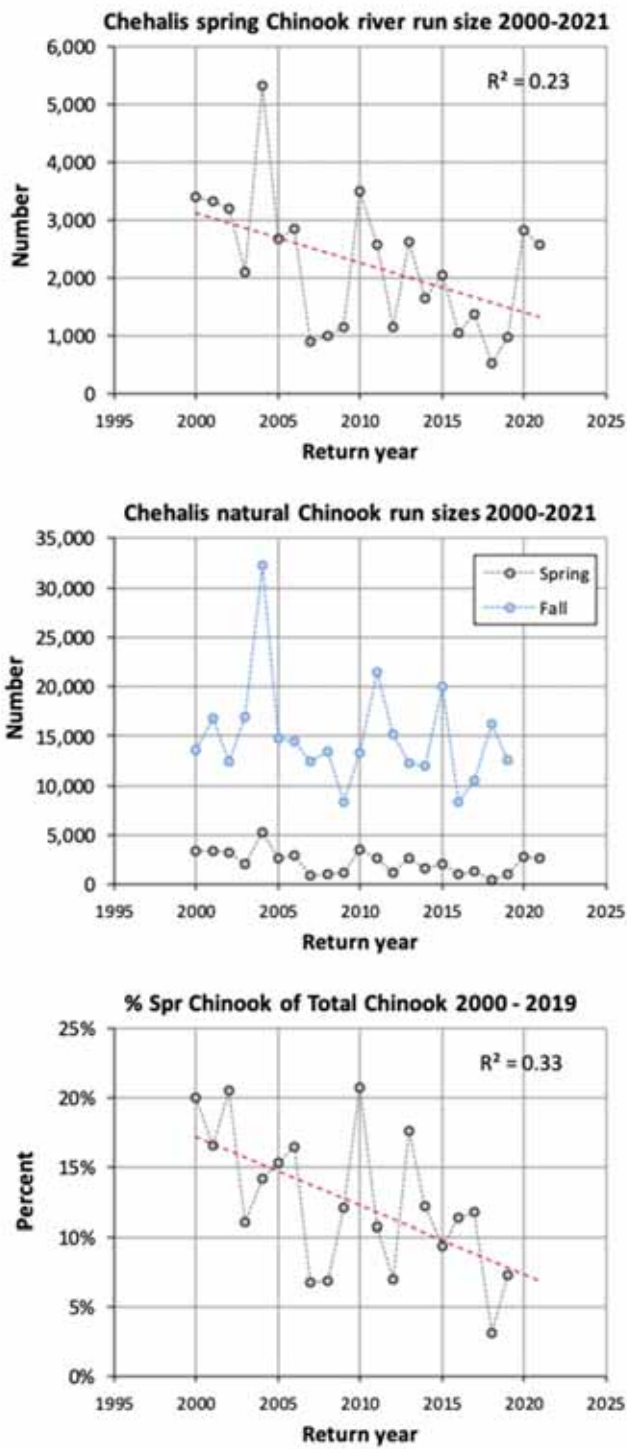 Chehalis spring Chinook river run size 2000-2021
6,000
5,000
4,000
3,000
2,000
1,000
0
Number
R² = 0.23
1995 2000 2005 2010 2015 2020 2025
Return year
Chehalis natural Chinook run sizes 2000-2021
35,000
30,000
25,000
20,000
15,000
10,000
5,000
0
Number
Spring
Fall
1995 2000 2005 2010 2015 2020 2025
Return year
% Spr Chinook of Total Chinook 2000 - 2019
25%
20%
15%
10%
5%
0%
Percent
R² = 0.33
1995 2000 2005 2010 2015 2020 2025
Return year